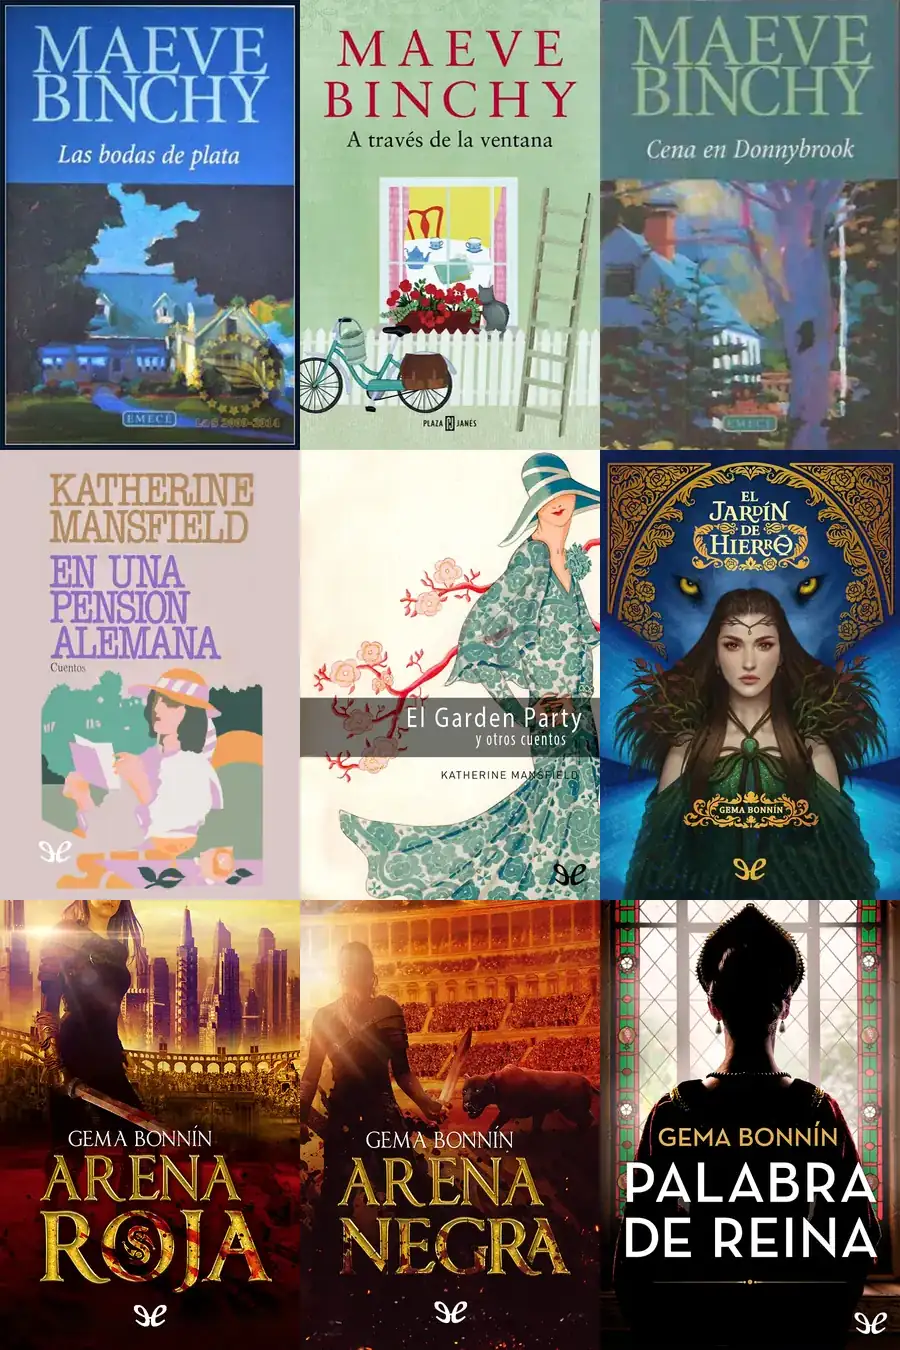 MAEVE
BINCHY
Las bodas de plata
EMECÉ
MAEVE
BINCHY
A través de la ventana
PLAZA JANÉS
MAEVE
BINCHY
Cena en Donnybrook
EMECÉ
KATHERINE
MANSFIELD
EN UNA
PENSION
ALEMANA
Cuentos
El Garden Party
y otros cuentos
KATHERINE MANSFIELD
EL
JARDÍN
DE
HIERRO
GEMA BONNÍN
GEMA BONNÍN
ARENA
ROJA
GEMA BONNÍN
ARENA
NEGRA
GEMA BONNÍN
PALABRA
DE REINA